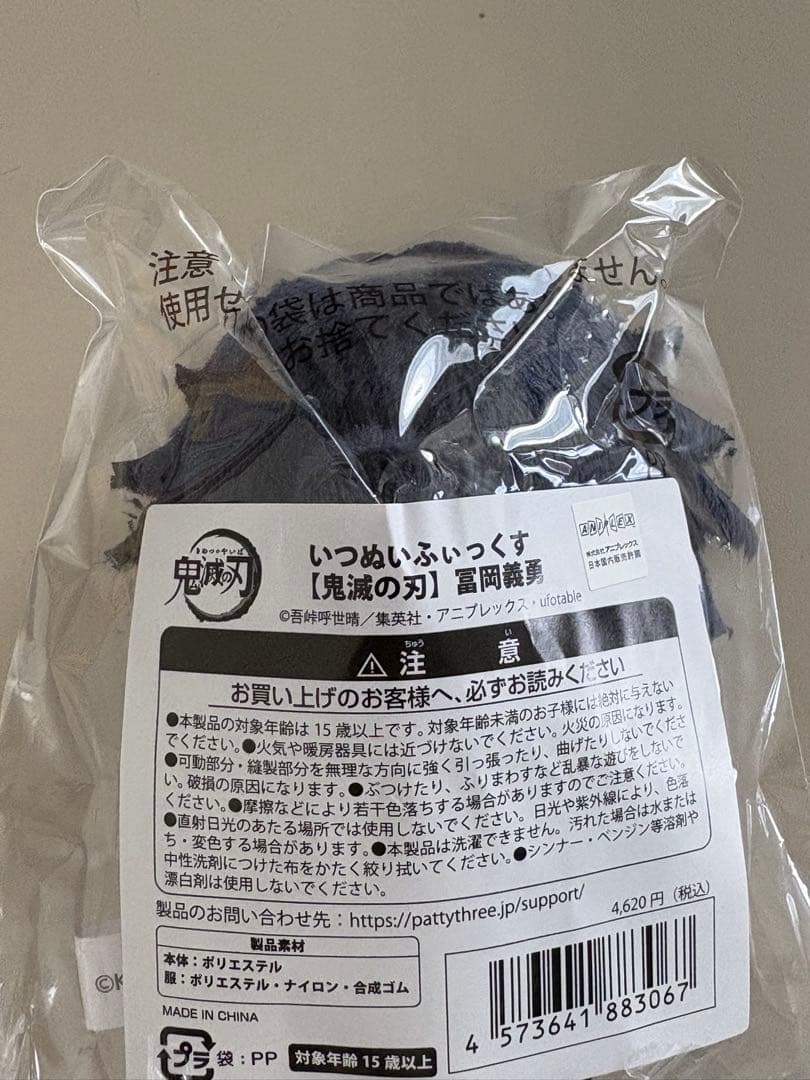 注意
使用せ
の袋は商品ではあ
ません。
お捨てくださ
プラ
きめつのやいば
鬼滅の刃
いつぬいふぃっくす
【鬼滅の刃】冨岡義勇
©吾峠呼世晴／集英社・アニプレックス・ufotable
ANIPLEX
株式会社アニプレックス
日本国内販売許諾
ちゅう い
⚠ 注 意
お買い上げのお客様へ、必ずお読みください
●本製品の対象年齢は15歳以上です。対象年齢未満のお子様には絶対に与えない
でください。●火気や暖房器具には近づけないでください。火災の原因になります。
●可動部分・縫製部分を無理な方向に強く引っ張ったり、曲げたりしないでくださ
い。破損の原因になります。●ぶつけたり、ふりまわすなど乱暴な遊びをしないで
ください。●摩擦などにより若干色落ちする場合がありますのでご注意ください。
●直射日光のあたる場所では使用しないでください。日光や紫外線により、色落
ち・変色する場合があります。●本製品は洗濯できません。汚れた場合は水または
中性洗剤につけた布をかたく絞り拭いてください。●シンナー・ベンジン等溶剤や
漂白剤は使用しないでください。
製品のお問い合わせ先：https://pattythree.jp/support/
4,620円（税込）
製品素材
本体：ポリエステル
服：ポリエステル・ナイロン・合成ゴム
©K
MADE IN CHINA
プラ 袋：PP 対象年齢15歳以上
4 573641 883067